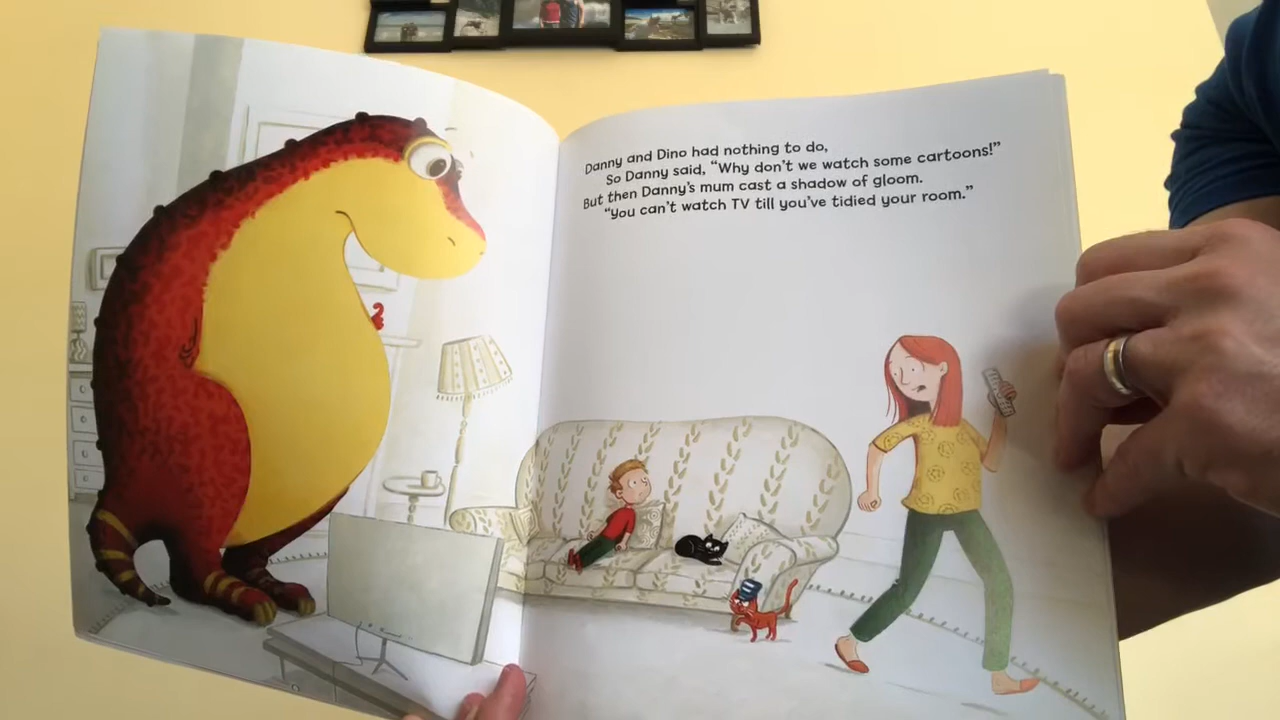 Danny and Dino had nothing to do,
So Danny said, “Why don’t we watch some cartoons!”
But then Danny’s mum cast a shadow of gloom.
“You can’t watch TV till you’ve tidied your room.”